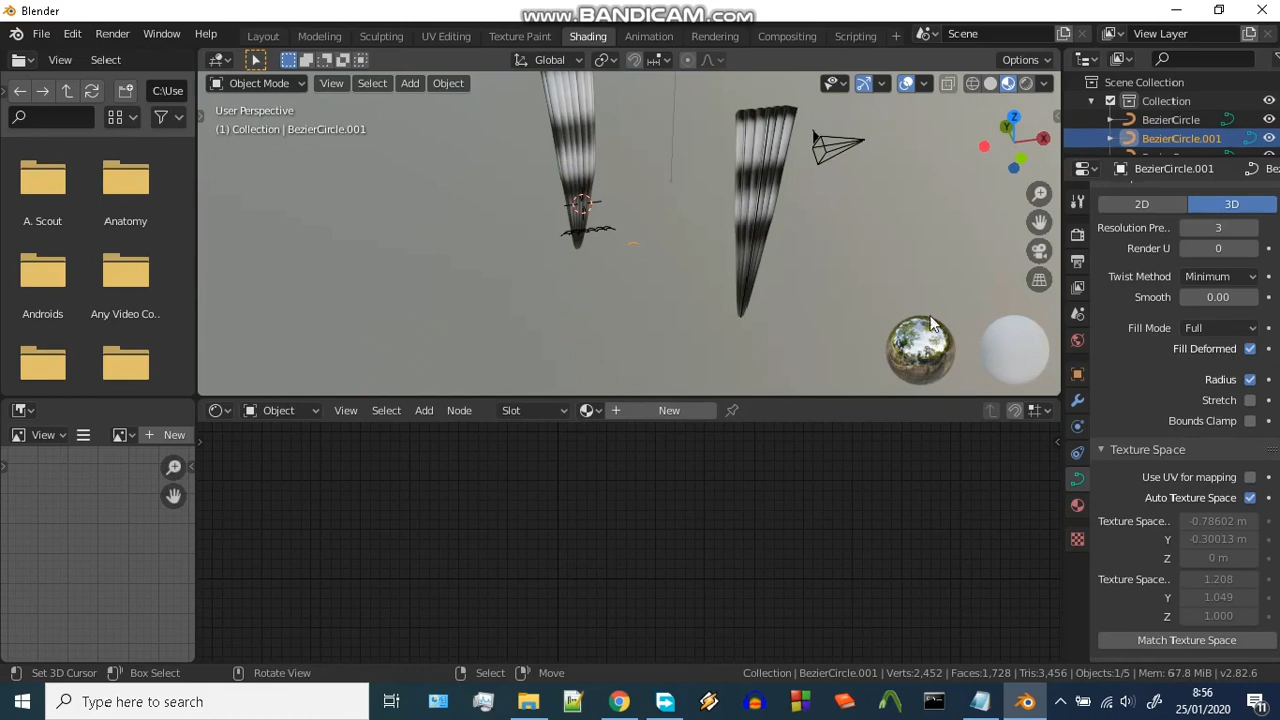 Blender
www.BANDICAM.com
File Edit Render Window Help
Layout Modeling Sculpting UV Editing Texture Paint Shading Animation Rendering Compositing Scripting
Scene
View Layer
View Select
Global
Options
C:\Use
Object Mode View Select Add Object
User Perspective
(1) Collection | BezierCircle.001
Z
Y
X
A. Scout Anatomy
Androids Any Video Co..
Scene Collection
Collection
BezierCircle
BezierCircle.001
BezierCircle.001
Bez
2D 3D
Resolution Pre.. 3
Render U 0
Twist Method Minimum
Smooth 0.00
Fill Mode Full
Fill Deformed
Radius
Stretch
Bounds Clamp
Texture Space
Use UV for mapping
Auto Texture Space
Texture Space.. -0.78602 m
Y -0.30013 m
Z 0 m
Texture Space.. 1.208
Y 1.049
Z 1.000
Match Texture Space
Object View Select Add Node Slot New
View New
Set 3D Cursor Box Select Rotate View Select Move
Collection | BezierCircle.001 | Verts:2,452 | Faces:1,728 | Tris:3,456 | Objects:1/5 | Mem: 67.8 MiB | v2.82.6
Type here to search
8:56
25/01/2020
11